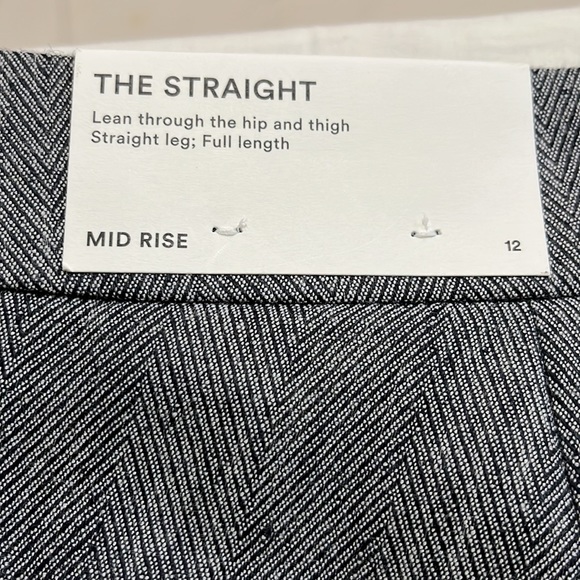 THE STRAIGHT
Lean through the hip and thigh
Straight leg; Full length
MID RISE 12